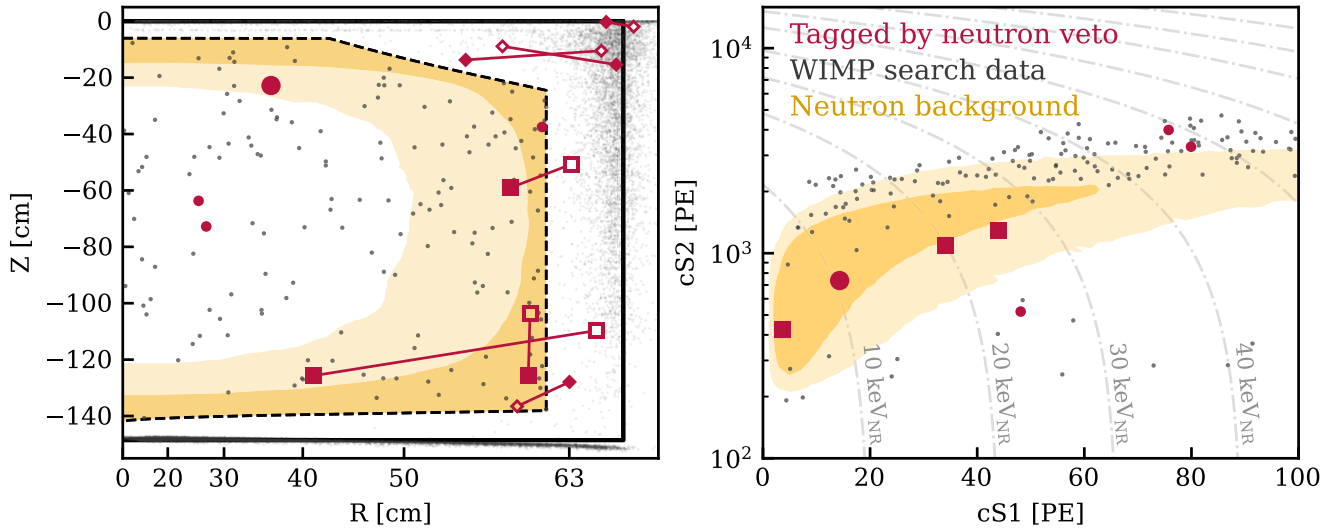 0
−20
−40
−60
−80
−100
−120
−140
Z [cm]
0
20
30
40
50
63
R [cm]
Tagged by neutron veto
WIMP search data
Neutron background
10⁴
10³
10²
cS2 [PE]
10 keV_NR
20 keV_NR
30 keV_NR
40 keV_NR
0
20
40
60
80
100
cS1 [PE]